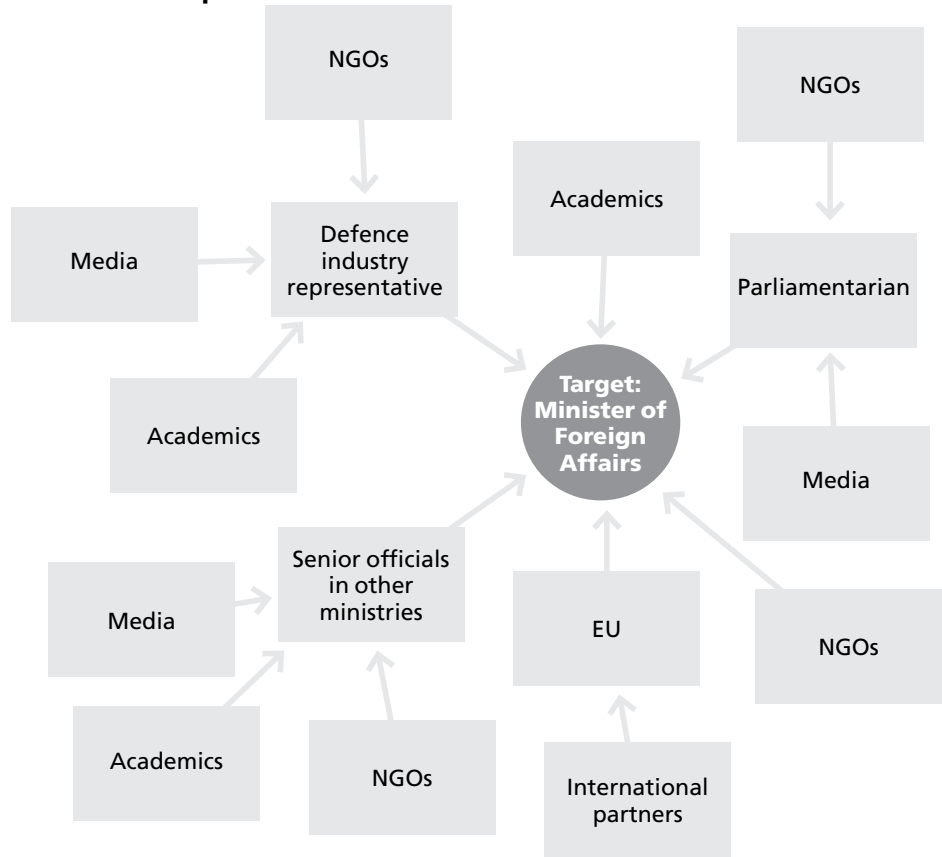 NGOs
NGOs
Academics
Media
Defence
industry
representative
Parliamentarian
Target:
Minister of
Foreign
Affairs
Academics
Media
Senior officials
in other
ministries
Media
EU
NGOs
Academics
NGOs
International
partners